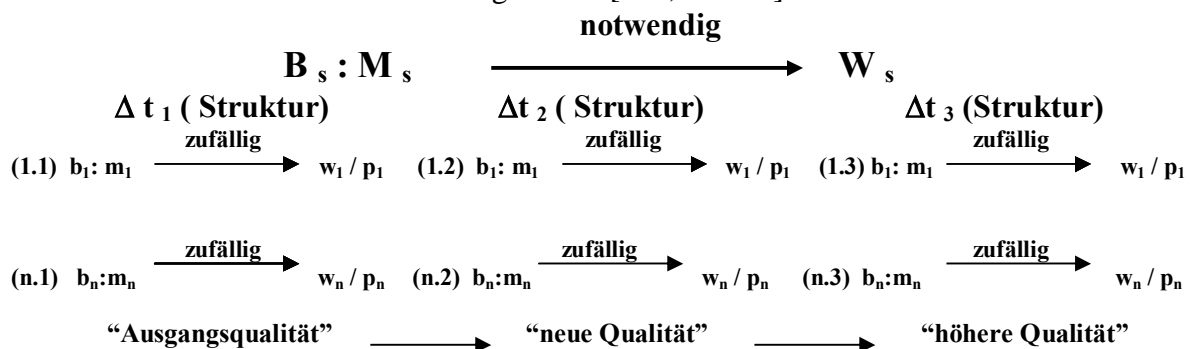 notwendig
B s : M s W s
Δ t 1 ( Struktur) Δt 2 ( Struktur) Δt 3 (Struktur)
zufällig zufällig zufällig
(1.1) b1: m1 w1 / p1 (1.2) b1: m1 w1 / p1 (1.3) b1: m1 w1 / p1
zufällig zufällig zufällig
(n.1) bn:mn wn / pn (n.2) bn:mn wn / pn (n.3) bn:mn wn / pn
“Ausgangsqualität” “neue Qualität” “höhere Qualität”